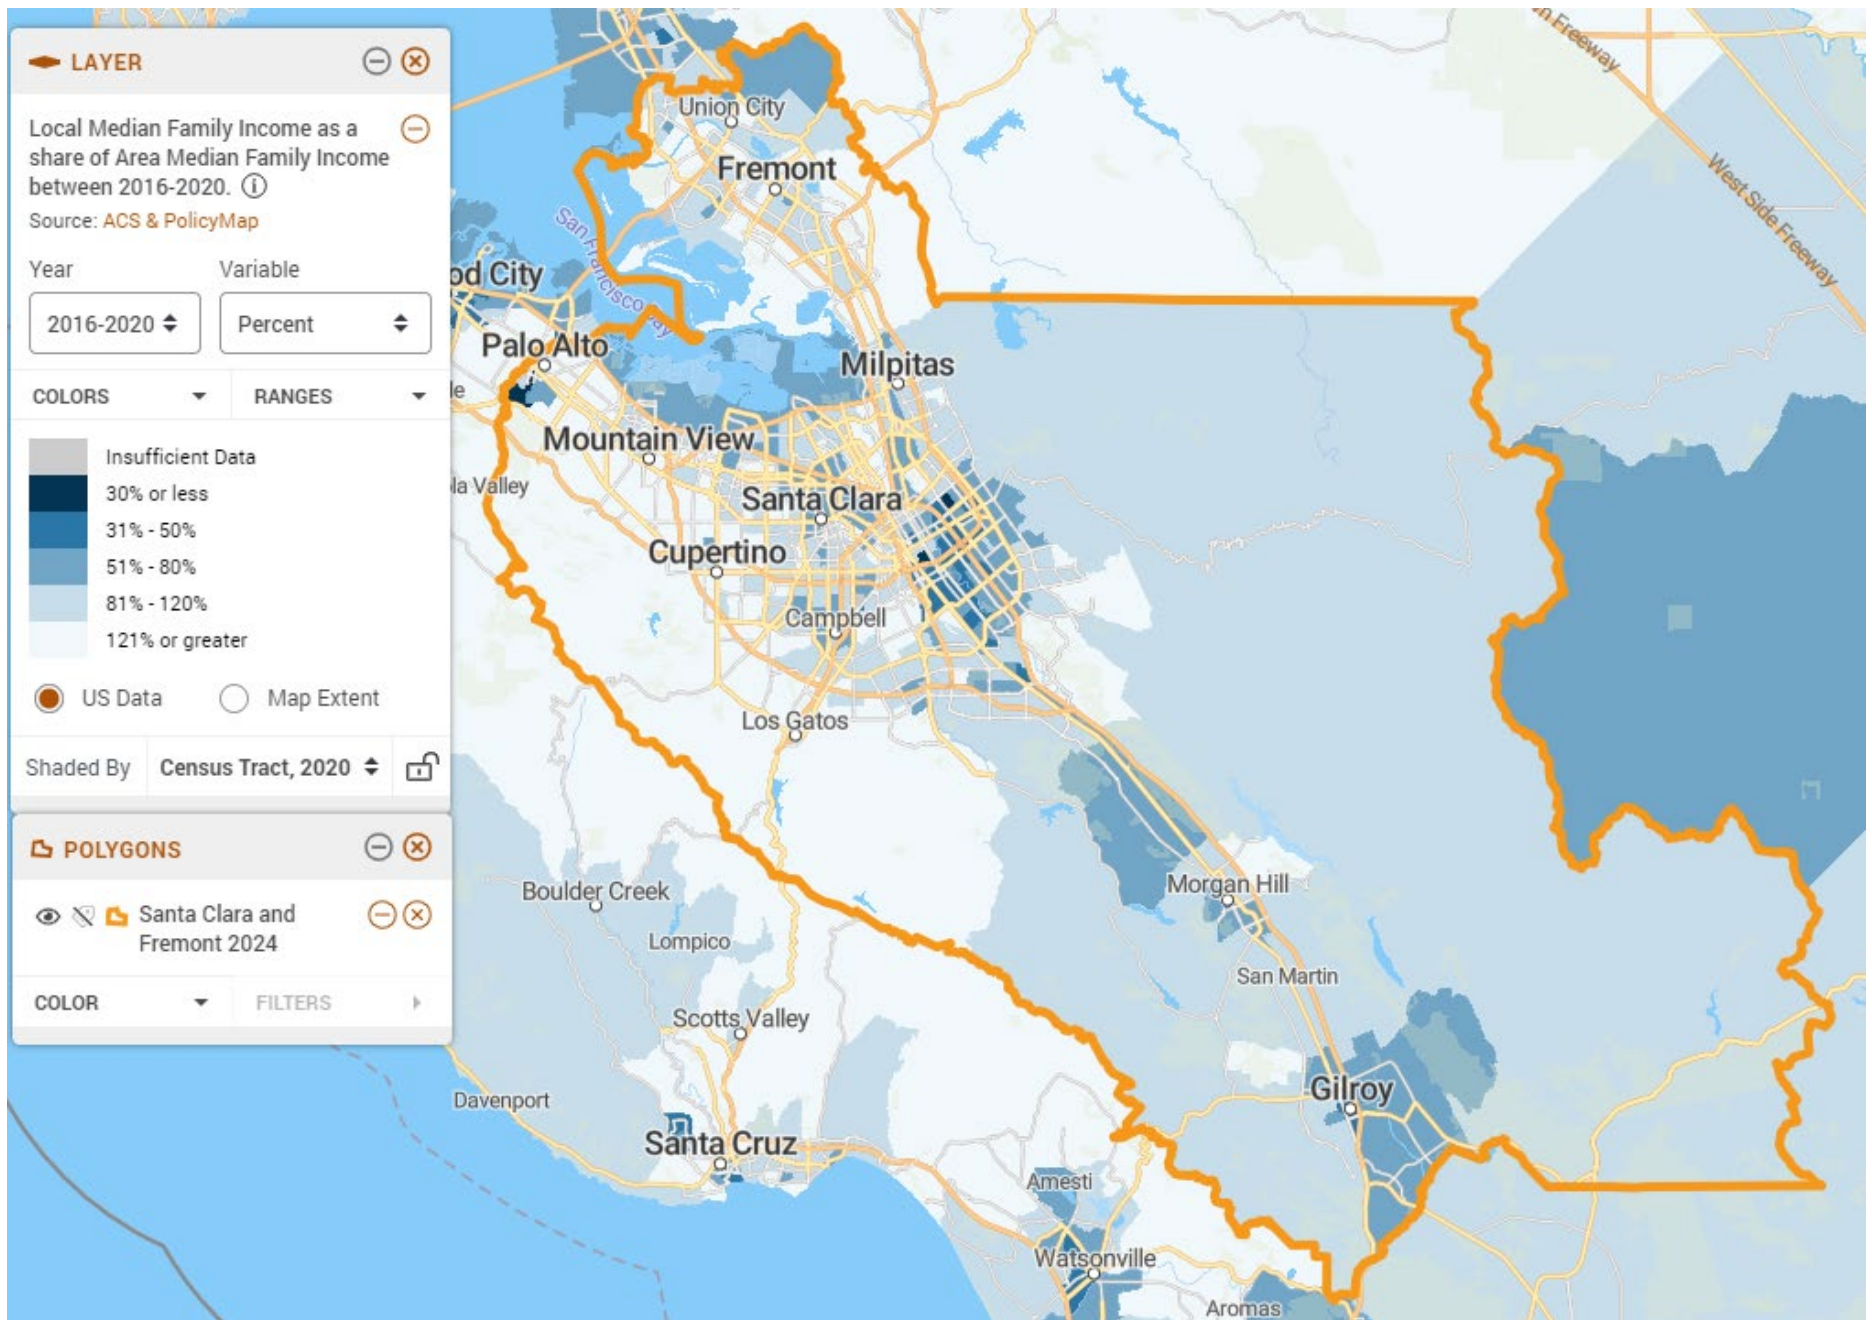 LAYER
Local Median Family Income as a
share of Area Median Family Income
between 2016-2020.
Source: ACS & PolicyMap
Year
Variable
2016-2020
Percent
COLORS
RANGES
Insufficient Data
30% or less
31% - 50%
51% - 80%
81% - 120%
121% or greater
US Data
Map Extent
Shaded By
Census Tract, 2020
POLYGONS
Santa Clara and
Fremont 2024
COLOR
FILTERS
Union City
Fremont
San Francisco Bay
od City
Palo Alto
Milpitas
le
Mountain View
la Valley
Santa Clara
Cupertino
Campbell
Los Gatos
Boulder Creek
Lompico
Morgan Hill
San Martin
Scotts Valley
Davenport
Gilroy
Santa Cruz
Amesti
Watsonville
Aromas
n Freeway
West Side Freeway